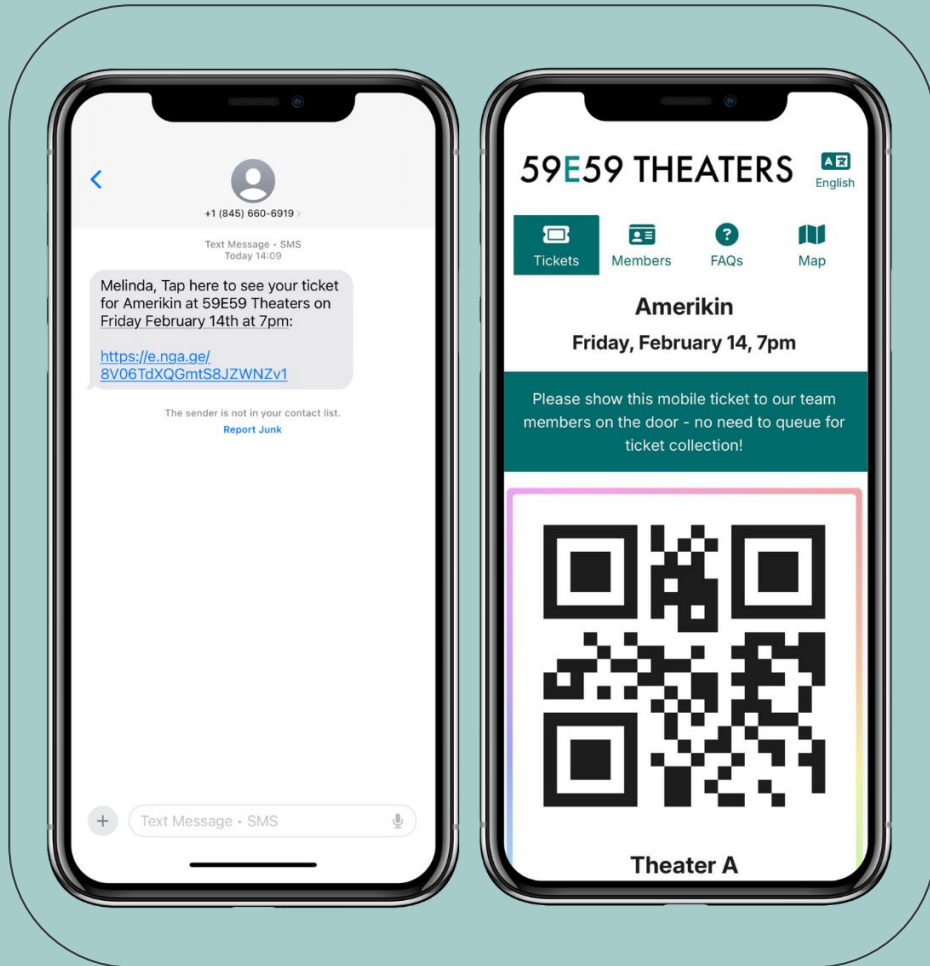 +1 (845) 660-6919 >
Text Message • SMS
Today 14:09
Melinda, Tap here to see your ticket
for Amerikin at 59E59 Theaters on
Friday February 14th at 7pm:
https://e.nga.ge/
8V06TdXQGmtS8JZWNZv1
The sender is not in your contact list.
Report Junk
Text Message • SMS
59E59 THEATERS
English
Tickets
Members
FAQs
Map
Amerikin
Friday, February 14, 7pm
Please show this mobile ticket to our team
members on the door - no need to queue for
ticket collection!
Theater A